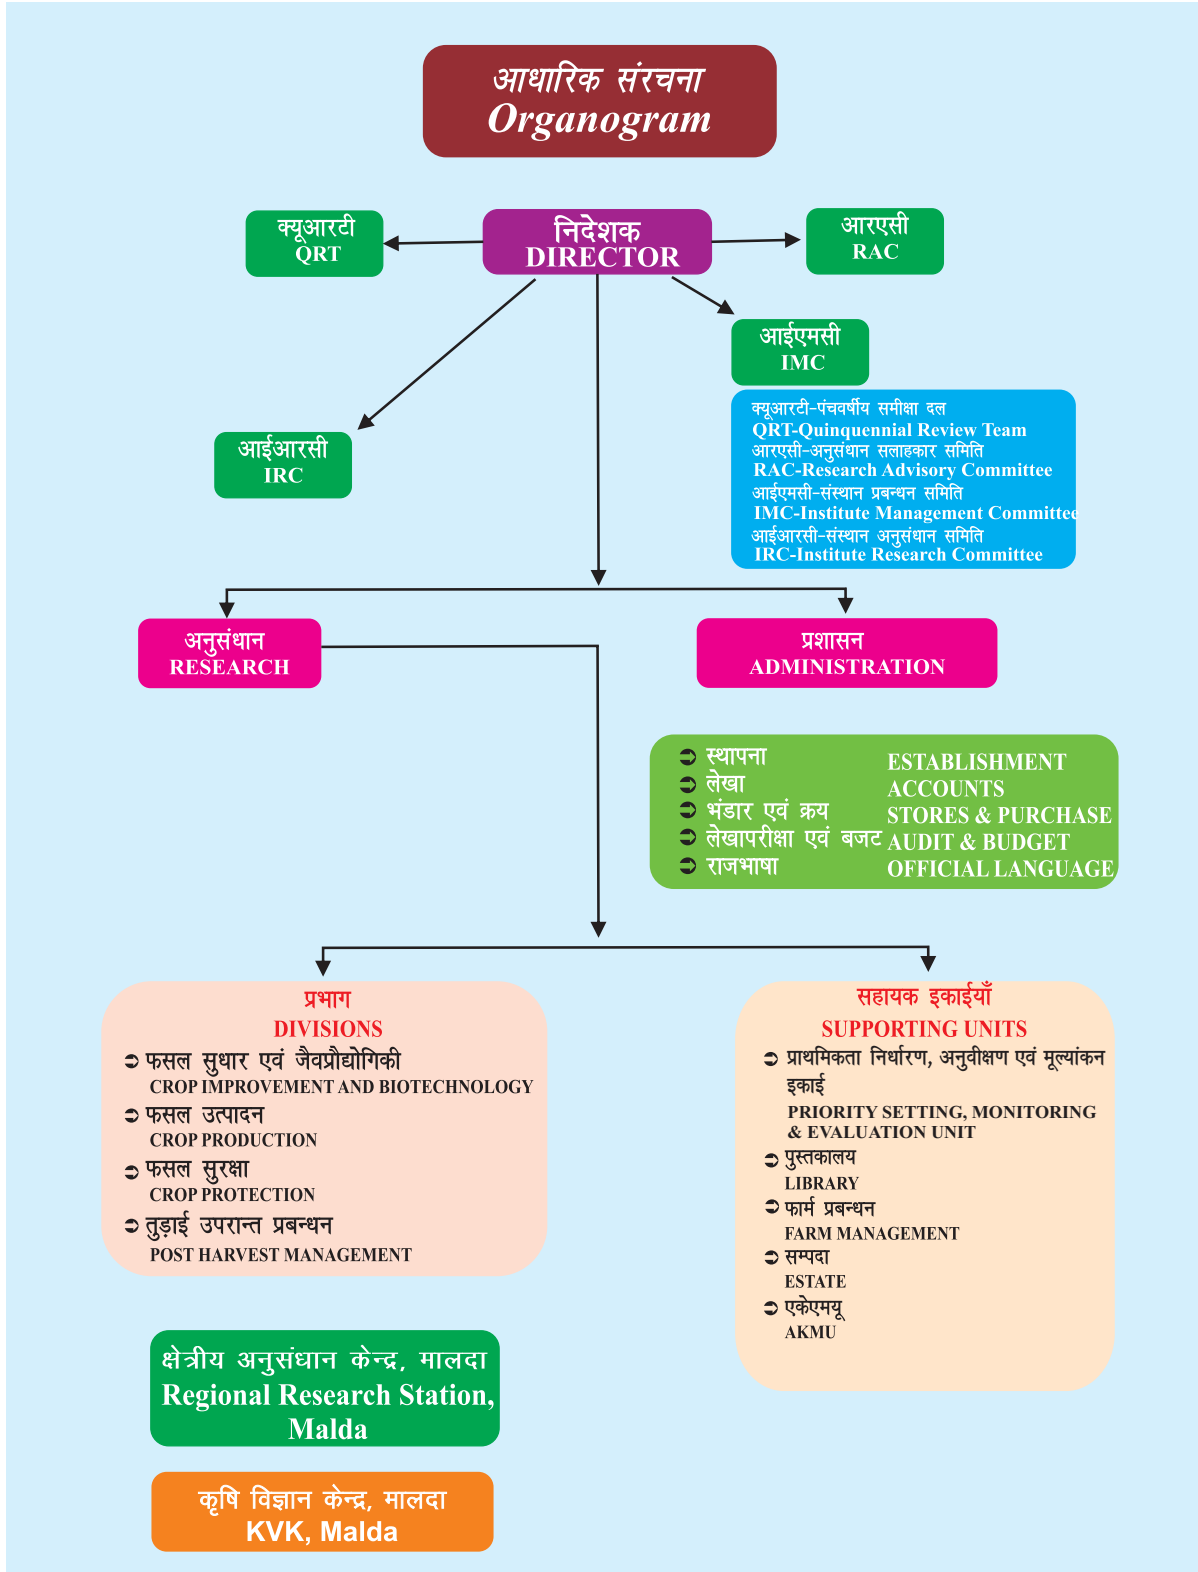 आधारिक संरचना
Organogram
क्यूआरटी
QRT
निदेशक
DIRECTOR
आरएसी
RAC
आईएमसी
IMC
क्यूआरटी-पंचवर्षीय समीक्षा दल
QRT-Quinquennial Review Team
आरएसी-अनुसंधान सलाहकार समिति
RAC-Research Advisory Committee
आईएमसी-संस्थान प्रबन्धन समिति
IMC-Institute Management Committee
आईआरसी-संस्थान अनुसंधान समिति
IRC-Institute Research Committee
आईआरसी
IRC
अनुसंधान
RESEARCH
प्रशासन
ADMINISTRATION
स्थापना ESTABLISHMENT
लेखा ACCOUNTS
भंडार एवं क्रय STORES & PURCHASE
लेखापरीक्षा एवं बजट AUDIT & BUDGET
राजभाषा OFFICIAL LANGUAGE
प्रभाग
DIVISIONS
फसल सुधार एवं जैवप्रौद्योगिकी
CROP IMPROVEMENT AND BIOTECHNOLOGY
फसल उत्पादन
CROP PRODUCTION
फसल सुरक्षा
CROP PROTECTION
तुड़ाई उपरान्त प्रबन्धन
POST HARVEST MANAGEMENT
सहायक इकाईयाँ
SUPPORTING UNITS
प्राथमिकता निर्धारण, अनुवीक्षण एवं मूल्यांकन
इकाई
PRIORITY SETTING, MONITORING
& EVALUATION UNIT
पुस्तकालय
LIBRARY
फार्म प्रबन्धन
FARM MANAGEMENT
सम्पदा
ESTATE
एकेएमयू
AKMU
क्षेत्रीय अनुसंधान केन्द्र, मालदा
Regional Research Station,
Malda
कृषि विज्ञान केन्द्र, मालदा
KVK, Malda